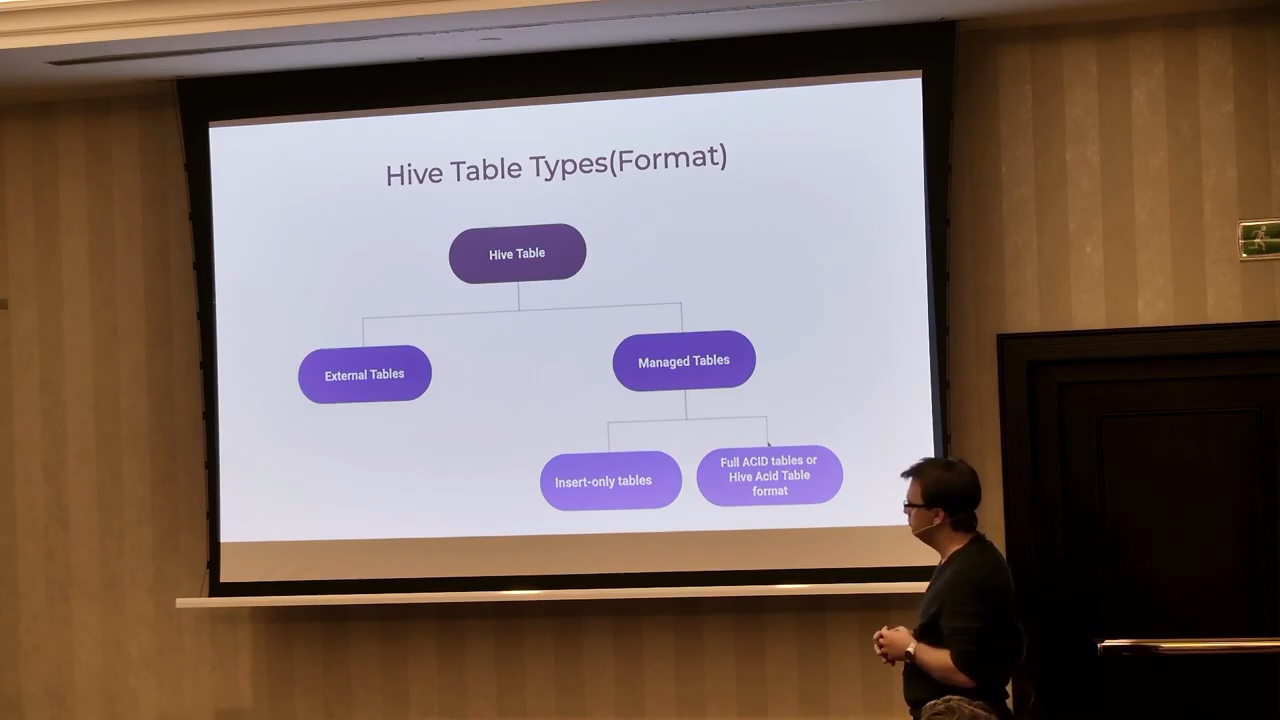 Hive Table Types(Format)
Hive Table
External Tables
Managed Tables
Insert-only tables
Full ACID tables or
Hive Acid Table
format